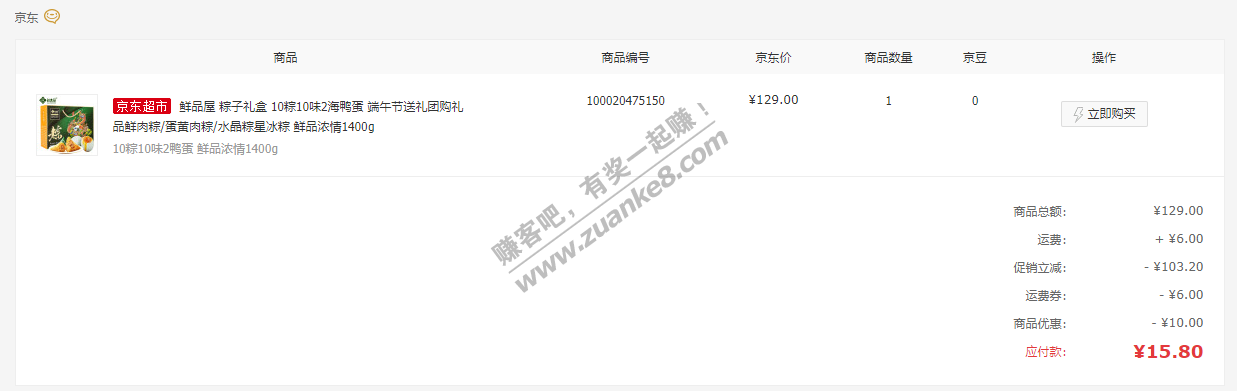 京东
商品 商品编号 京东价 商品数量 京豆 操作
京东超市 鲜品屋 粽子礼盒 10粽10味2海鸭蛋 端午节送礼团购礼
品鲜肉粽/蛋黄肉粽/水晶粽星冰粽 鲜品浓情1400g
10粽10味2鸭蛋 鲜品浓情1400g
100020475150 ¥129.00 1 0 立即购买
赚客吧，有奖一起赚！
www.zuanke8.com
商品总额: ¥129.00
运费: + ¥6.00
促销立减: - ¥103.20
运费券: - ¥6.00
商品优惠: - ¥10.00
应付款: ¥15.80